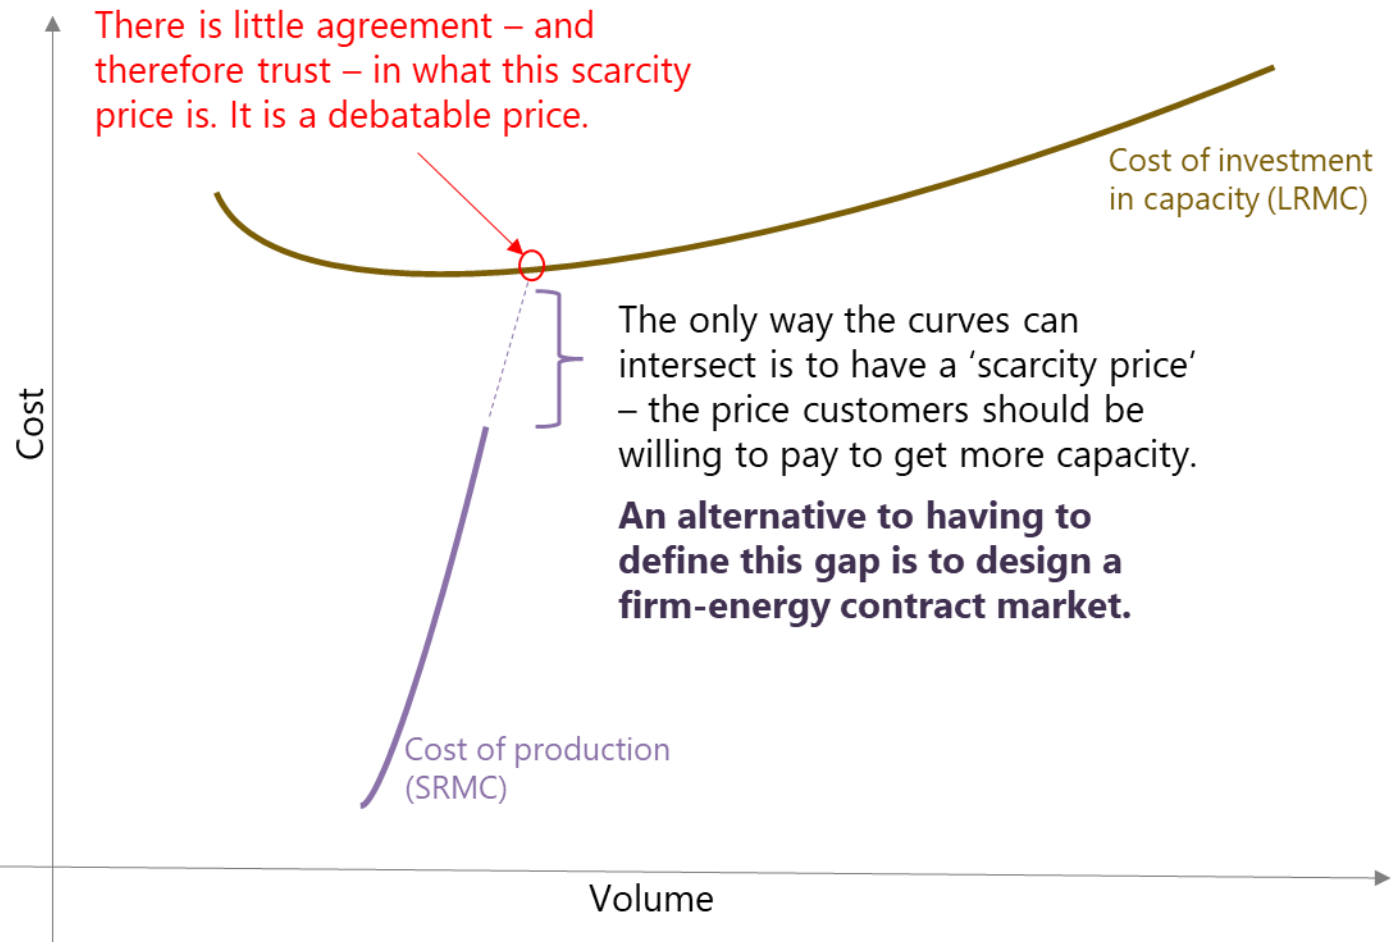 There is little agreement – and
therefore trust – in what this scarcity
price is. It is a debatable price.
Cost of investment
in capacity (LRMC)
The only way the curves can
intersect is to have a ‘scarcity price’
– the price customers should be
willing to pay to get more capacity.
An alternative to having to
define this gap is to design a
firm-energy contract market.
Cost
Cost of production
(SRMC)
Volume